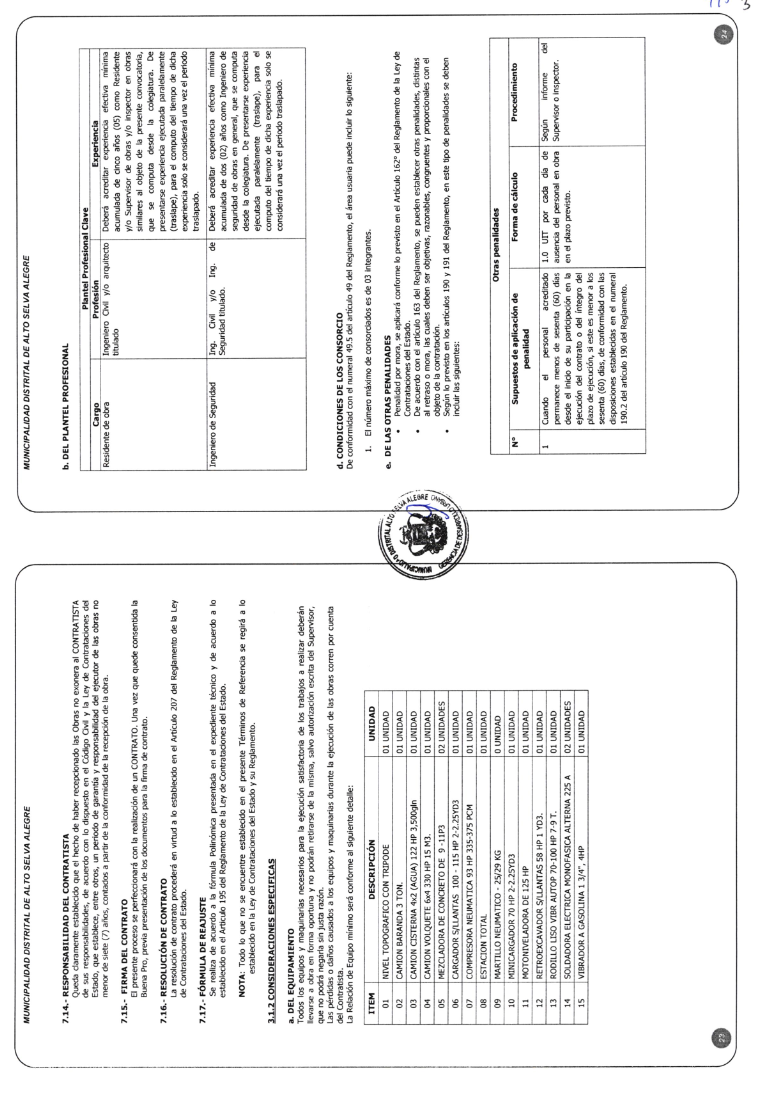 MUNICIPALIDAD DISTRITAL DE ALTO SELVA ALEGRE
7.14.- RESPONSABILIDAD DEL CONTRATISTA
Queda claramente establecido que el hecho de haber recepcionado las Obras no exonera al CONTRATISTA
de sus responsabilidades, de acuerdo con lo dispuesto en el Código Civil y la Ley de Contrataciones del
Estado, que establece, entre otros, un periodo de garantía y responsabilidad del ejecutor de las obras no
menor de siete (7) años, contados a partir de la conformidad de la recepción de la obra.
7.15.- FIRMA DEL CONTRATO
El presente proceso se perfeccionará con la realización de un CONTRATO. Una vez que quede consentida la
Buena Pro, previa presentación de los documentos para la firma de contrato.
7.16.- RESOLUCIÓN DE CONTRATO
La resolución de contrato procederá en virtud a lo establecido en el Artículo 207 del Reglamento de la Ley
de Contrataciones del Estado.
7.17.- FÓRMULA DE REAJUSTE
Se realiza de acuerdo a la fórmula Polinómica presentada en el expediente técnico y de acuerdo a lo
establecido en el Artículo 195 del Reglamento de la Ley de Contrataciones del Estado.
NOTA: Todo lo que no se encuentre establecido en el presente Términos de Referencia se regirá a lo
establecido en la Ley de Contrataciones del Estado y su Reglamento.
3.1.2 CONSIDERACIONES ESPECIFICAS
a. DEL EQUIPAMIENTO
Todos los equipos y maquinarias necesarios para la ejecución satisfactoria de los trabajos a realizar deberán
llevarse a obra en forma oportuna y no podrán retirarse de la misma, salvo autorización escrita del Supervisor,
que no podrá negarla sin justa razón.
Las pérdidas o daños causados a los equipos y maquinarias durante la ejecución de las obras corren por cuenta
del Contratista.
La Relación de Equipo mínimo será conforme al siguiente detalle:
ITEM DESCRIPCIÓN UNIDAD
01 NIVEL TOPOGRAFICO CON TRIPODE 01 UNIDAD
02 CAMION BARANDA 3 TON. 01 UNIDAD
03 CAMION CISTERNA 4x2 (AGUA) 122 HP 3,500gln 01 UNIDAD
04 CAMION VOLQUETE 6x4 330 HP 15 M3. 01 UNIDAD
05 MEZCLADORA DE CONCRETO DE 9 -11P3 02 UNIDADES
06 CARGADOR S/LLANTAS 100 - 115 HP 2-2.25YD3 01 UNIDAD
07 COMPRESORA NEUMATICA 93 HP 335-375 PCM 01 UNIDAD
08 ESTACION TOTAL 01 UNIDAD
09 MARTILLO NEUMATICO - 25/29 KG 0 UNIDAD
10 MINICARGADOR 70 HP 2-2.25YD3 01 UNIDAD
11 MOTONIVELADORA DE 125 HP 01 UNIDAD
12 RETROEXCAVADOR S/LLANTAS 58 HP 1 YD3. 01 UNIDAD
13 RODILLO LISO VIBR AUTOP 70-100 HP 7-9 T. 01 UNIDAD
14 SOLDADORA ELECTRICA MONOFASICA ALTERNA 225 A 02 UNIDADES
15 VIBRADOR A GASOLINA 1 3/4", 4HP 01 UNIDAD
23
MUNICIPALIDAD DISTRITAL DE ALTO SELVA ALEGRE
b. DEL PLANTEL PROFESIONAL
Plantel Profesional Clave
Cargo Profesión Experiencia
Residente de obra Ingeniero Civil y/o arquitecto Deberá acreditar experiencia efectiva mínima
titulado acumulada de cinco años (05) como Residente
y/o Supervisor de obras y/o inspector en obras
similares al objeto de la presente convocatoria,
que se computa desde la colegiatura. De
presentarse experiencia ejecutada paralelamente
(traslape), para el computo del tiempo de dicha
experiencia solo se considerará una vez el periodo
traslapado.
Ingeniero de Seguridad Ing. Civil y/o Ing. de Deberá acreditar experiencia efectiva mínima
Seguridad titulado. acumulada de dos (02) años como Ingeniero de
seguridad de obras en general, que se computa
desde la colegiatura. De presentarse experiencia
ejecutada paralelamente (traslape), para el
computo del tiempo de dicha experiencia solo se
considerará una vez el periodo traslapado.
d. CONDICIONES DE LOS CONSORCIO
De conformidad con el numeral 49.5 del artículo 49 del Reglamento, el área usuaria puede incluir lo siguiente:
1. El número máximo de consorciados es de 03 integrantes.
e. DE LAS OTRAS PENALIDADES
• Penalidad por mora, se aplicará conforme lo previsto en el Artículo 162° del Reglamento de la Ley de
Contrataciones del Estado.
• De acuerdo con el artículo 163 del Reglamento, se pueden establecer otras penalidades, distintas
al retraso o mora, las cuales deben ser objetivas, razonables, congruentes y proporcionales con el
objeto de la contratación.
• Según lo previsto en los artículos 190 y 191 del Reglamento, en este tipo de penalidades se deben
incluir las siguientes:
Otras penalidades
N° Supuestos de aplicación de Forma de cálculo Procedimiento
penalidad
1 Cuando el personal acreditado 1.0 UIT por cada día de Según informe del
permanece menos de sesenta (60) días ausencia del personal en obra Supervisor o inspector.
desde el inicio de su participación en la en el plazo previsto.
ejecución del contrato o del íntegro del
plazo de ejecución, si este es menor a los
sesenta (60) días, de conformidad con las
disposiciones establecidas en el numeral
190.2 del artículo 190 del Reglamento.
24